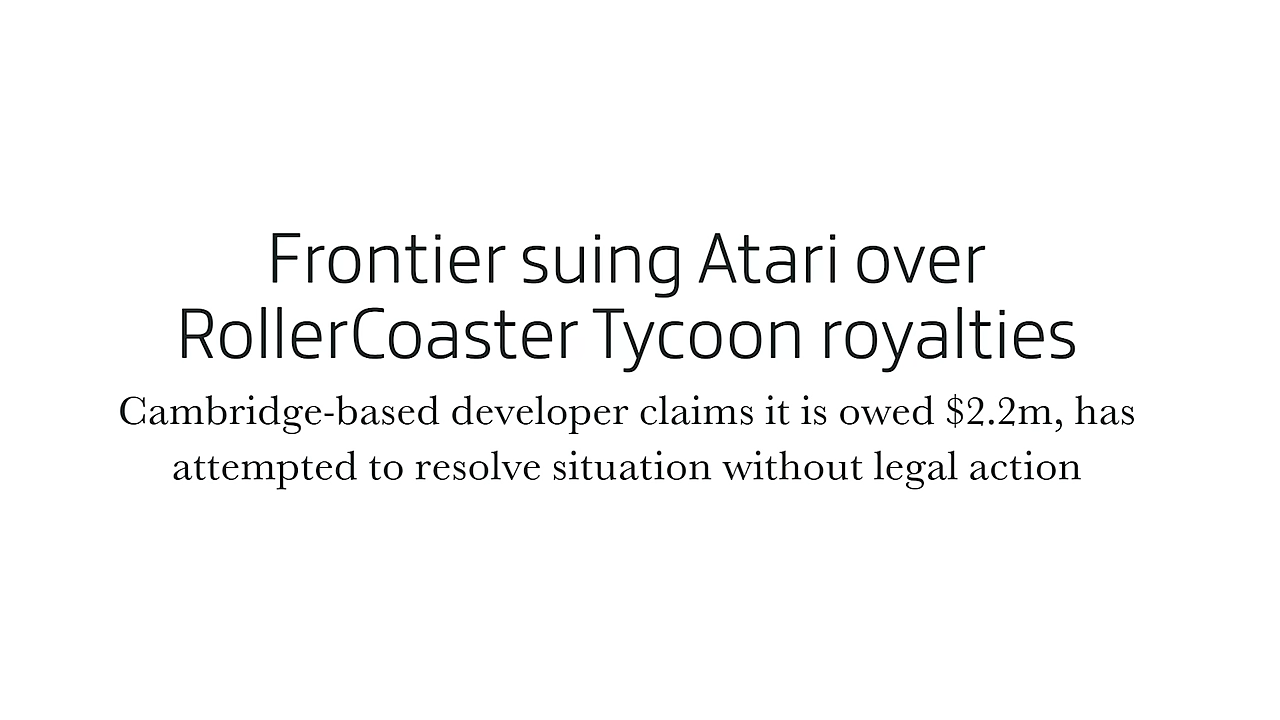 Frontier suing Atari over
RollerCoaster Tycoon royalties
Cambridge-based developer claims it is owed $2.2m, has
attempted to resolve situation without legal action